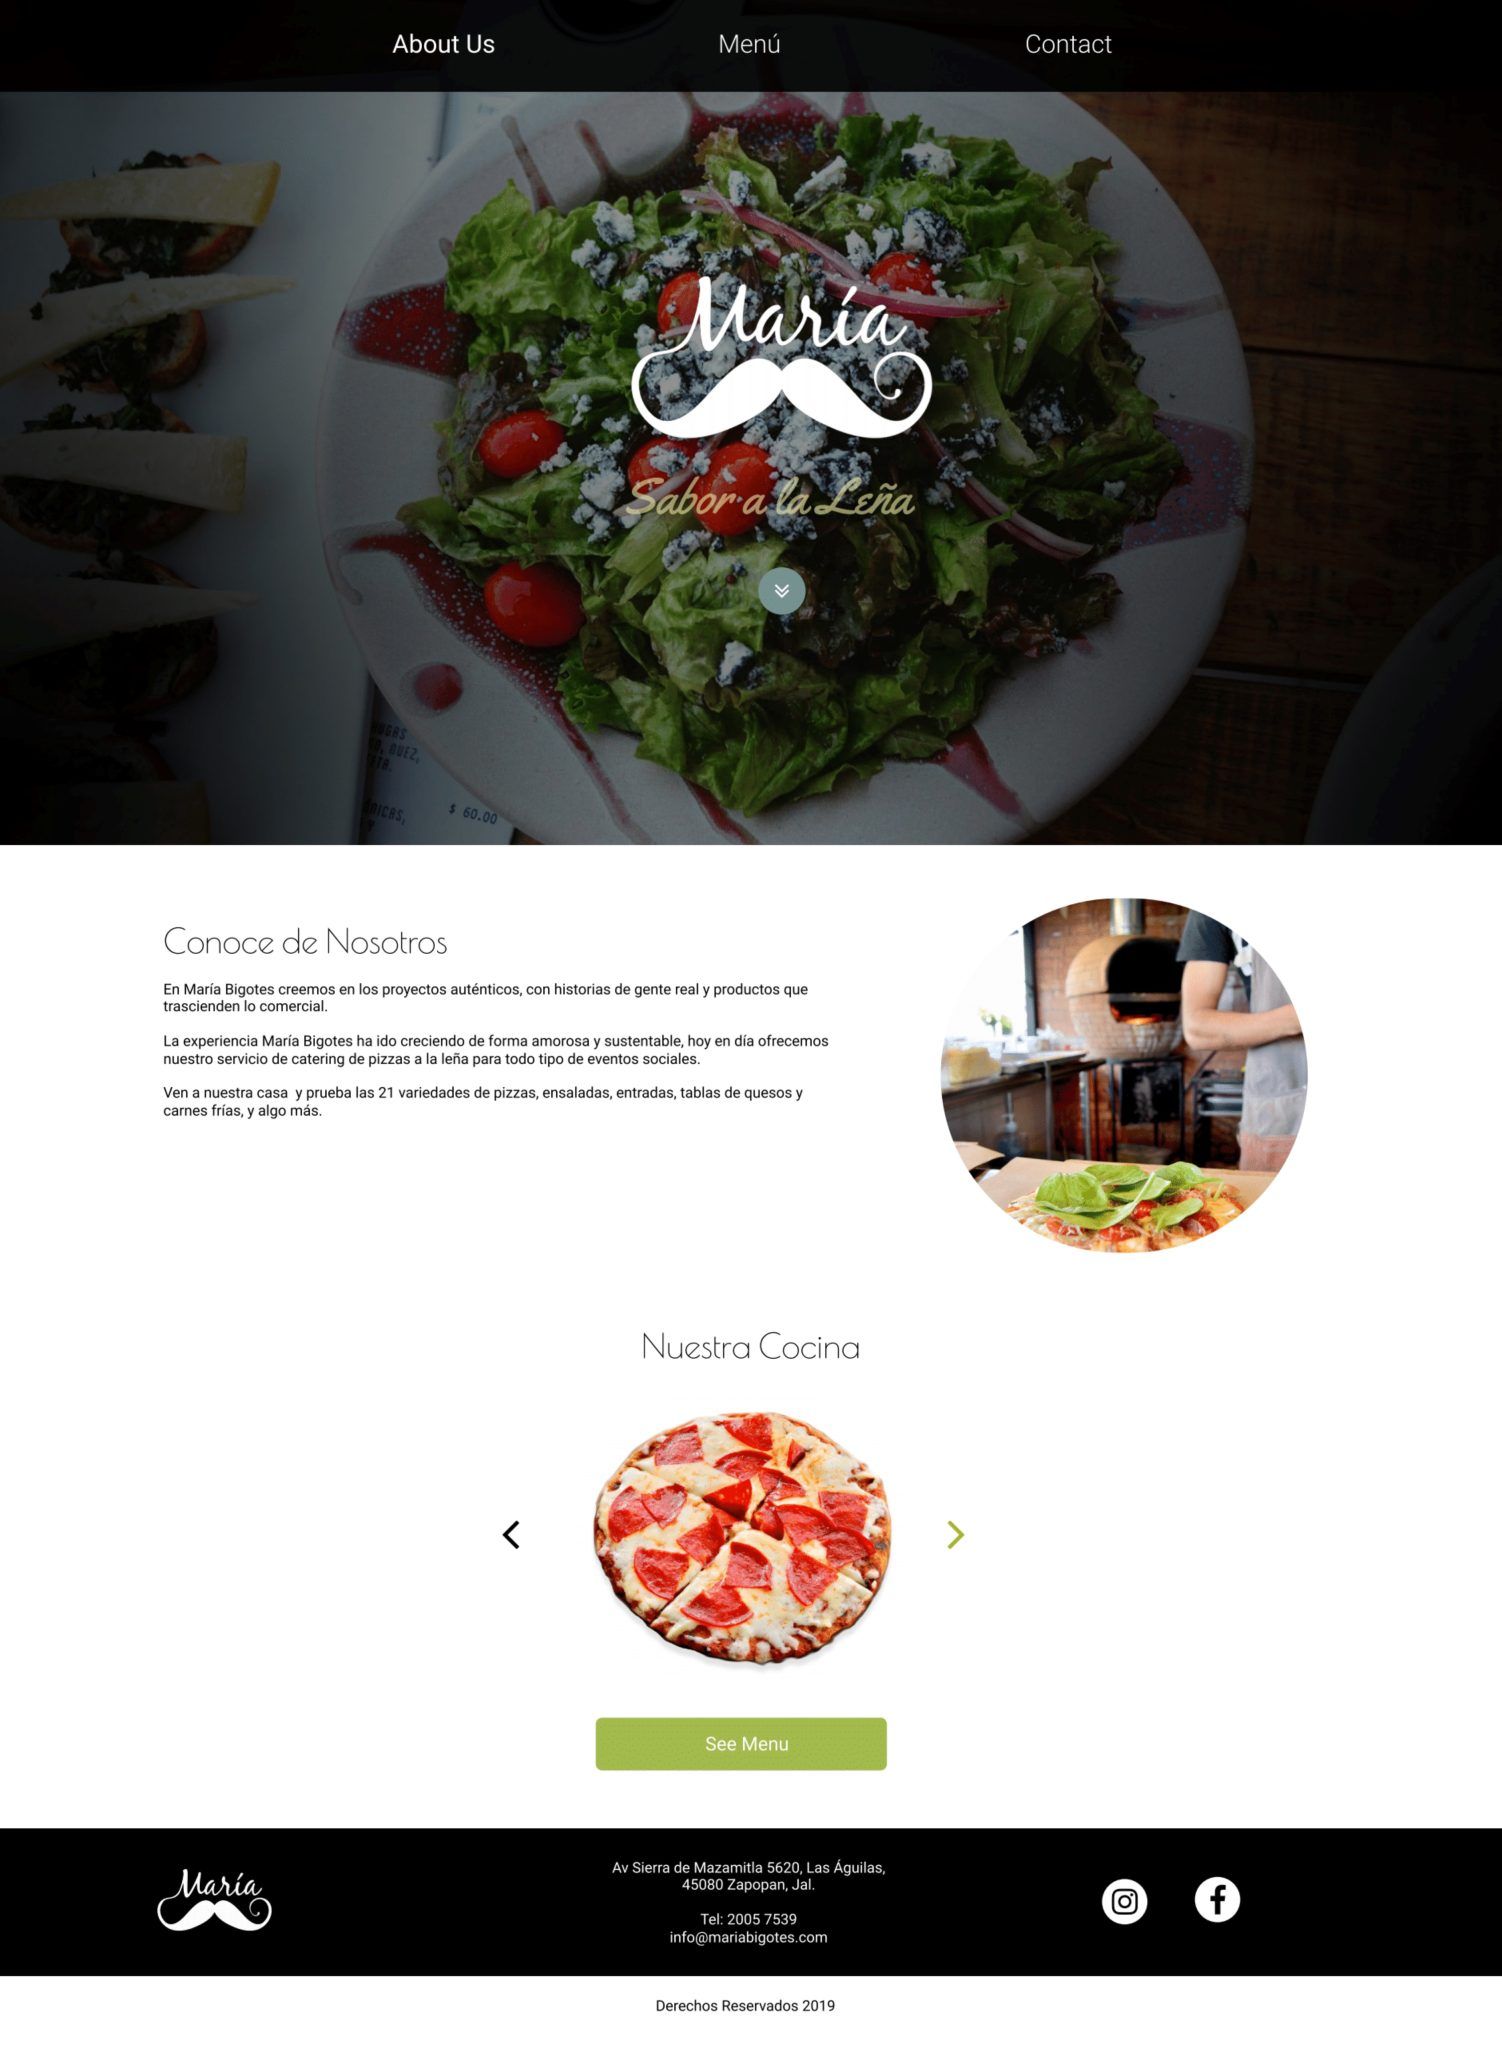 About Us
Menú
Contact
María
Sabor a la Leña
$ 60.00
Conoce de Nosotros
En María Bigotes creemos en los proyectos auténticos, con historias de gente real y productos que
trascienden lo comercial.
La experiencia María Bigotes ha ido creciendo de forma amorosa y sustentable, hoy en día ofrecemos
nuestro servicio de catering de pizzas a la leña para todo tipo de eventos sociales.
Ven a nuestra casa y prueba las 21 variedades de pizzas, ensaladas, entradas, tablas de quesos y
carnes frías, y algo más.
Nuestra Cocina
See Menu
María
Av Sierra de Mazamitla 5620, Las Águilas,
45080 Zapopan, Jal.
Tel: 2005 7539
info@mariabigotes.com
Derechos Reservados 2019